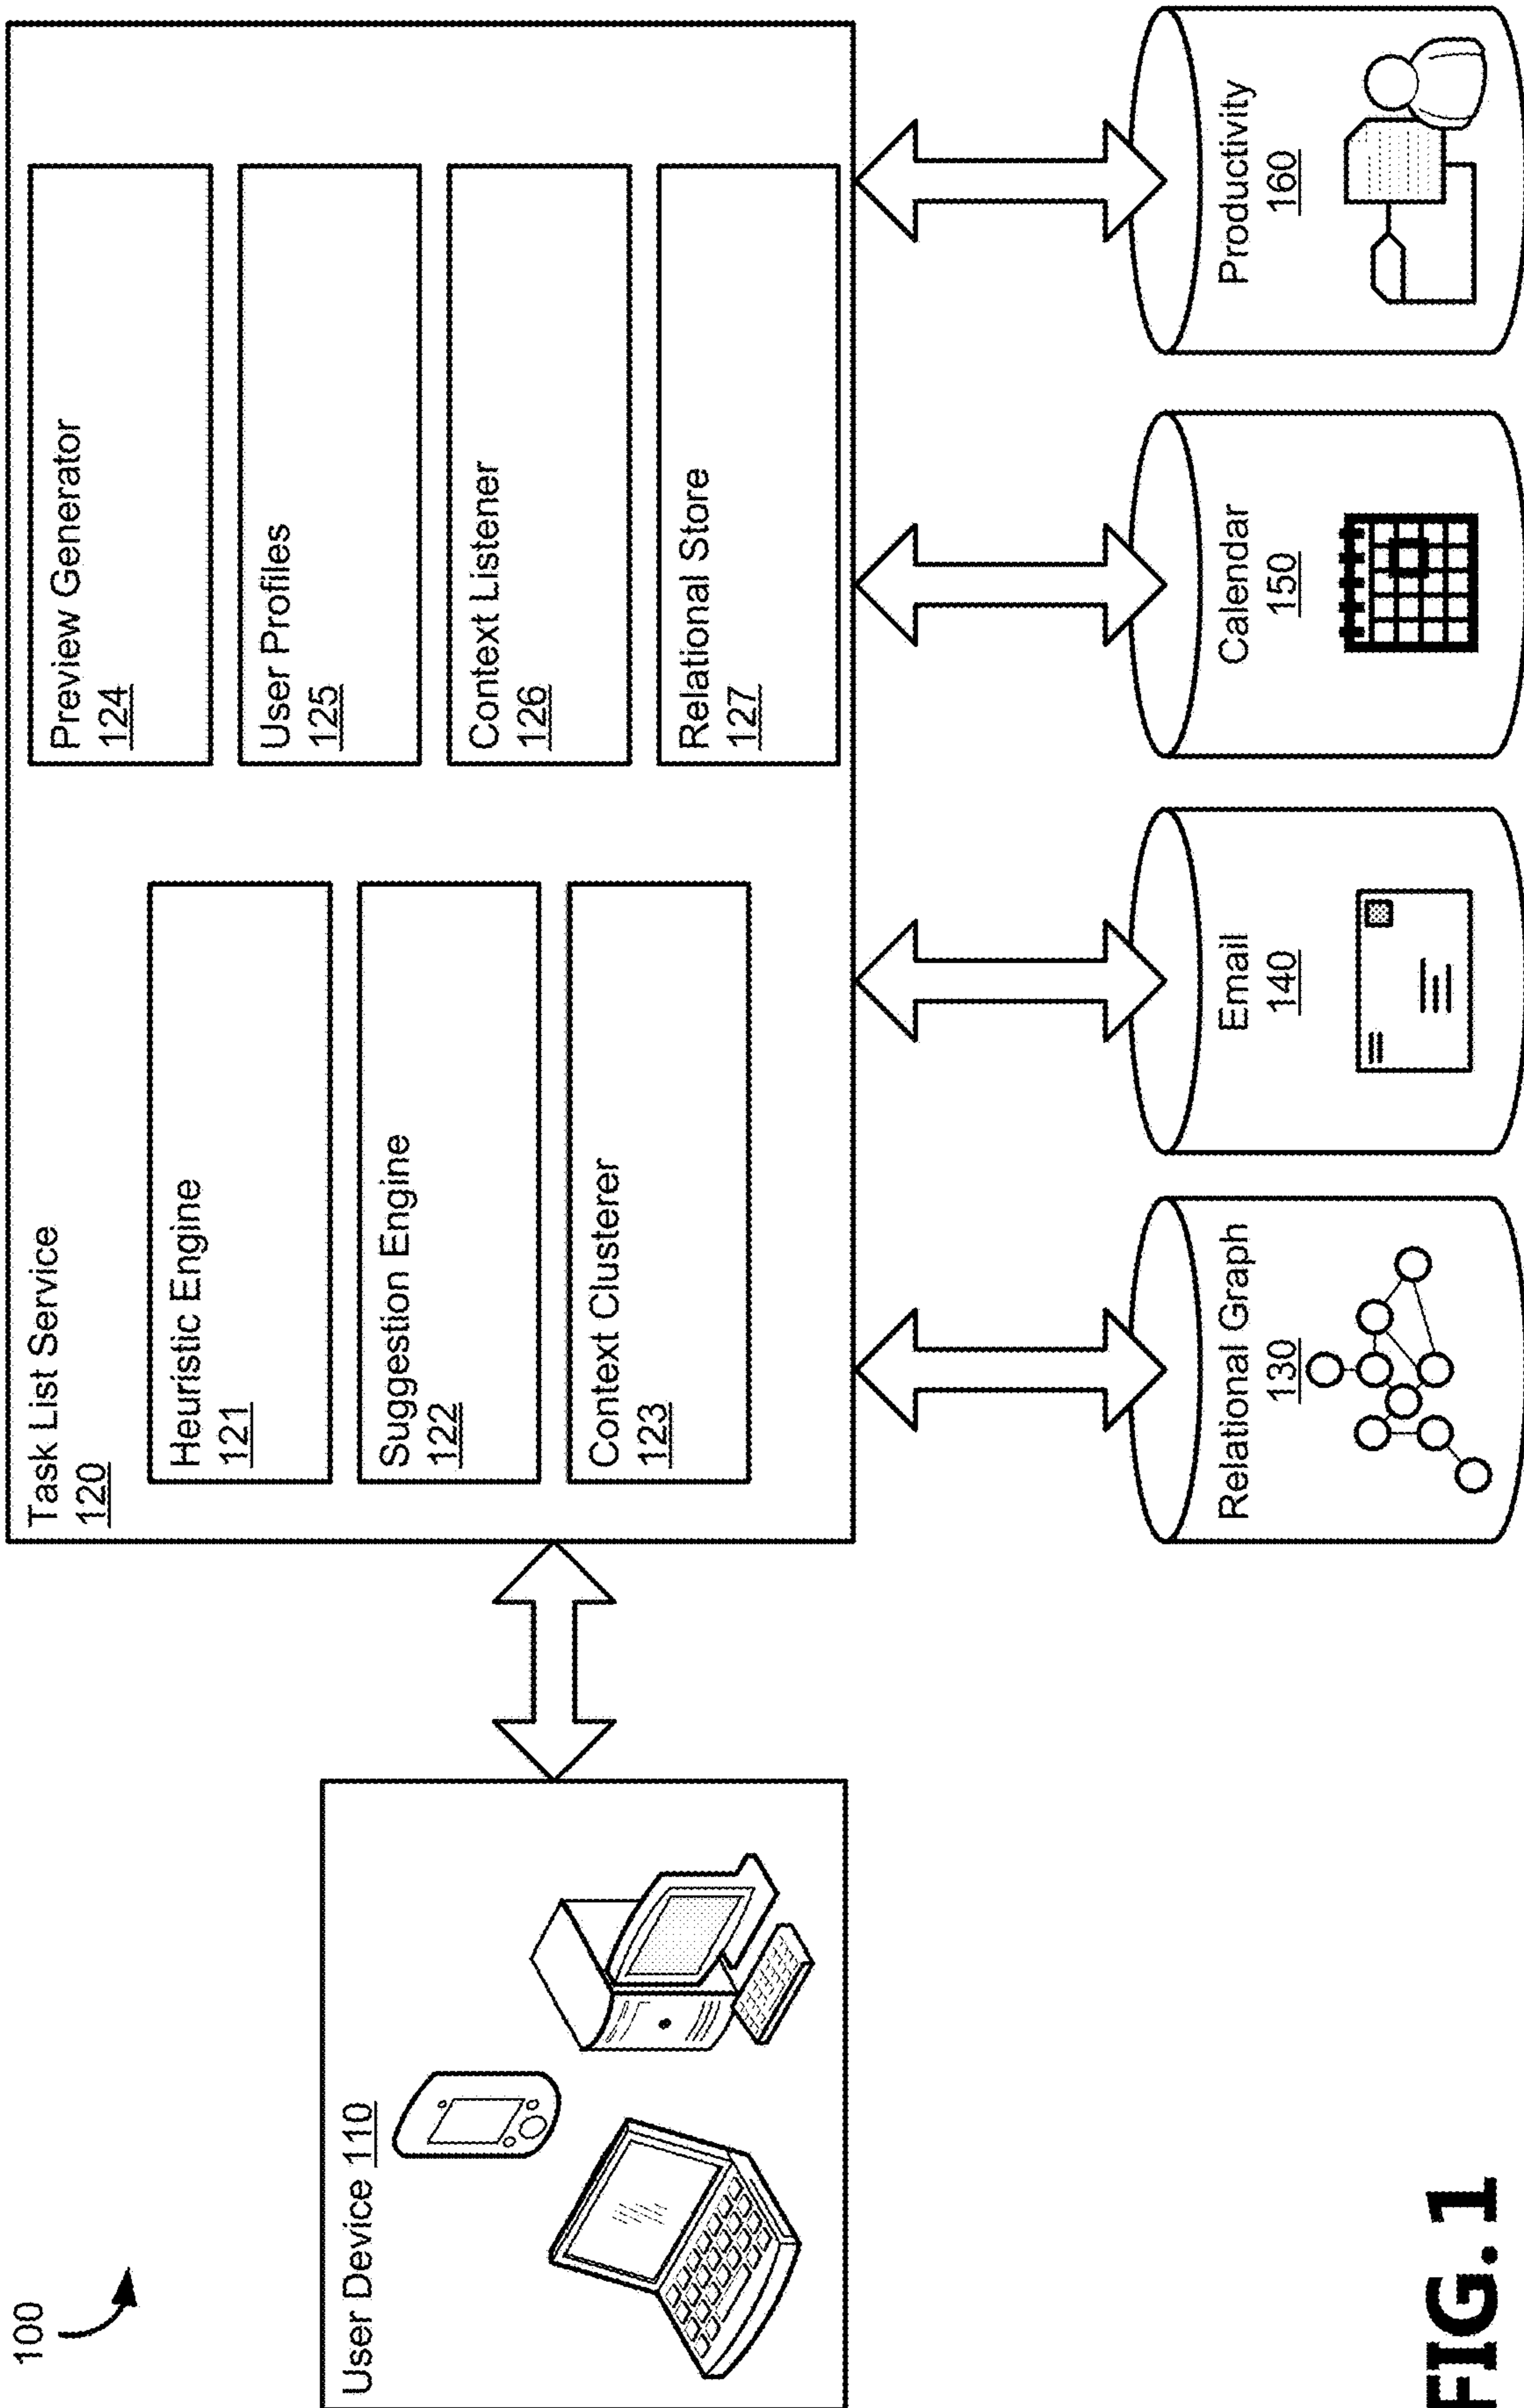 100
User Device 110
Task List Service
120
Heuristic Engine
121
Suggestion Engine
122
Context Clusterer
123
Preview Generator
124
User Profiles
125
Context Listener
126
Relational Store
127
Relational Graph
130
Email
140
Calendar
150
Productivity
160
FIG. 1